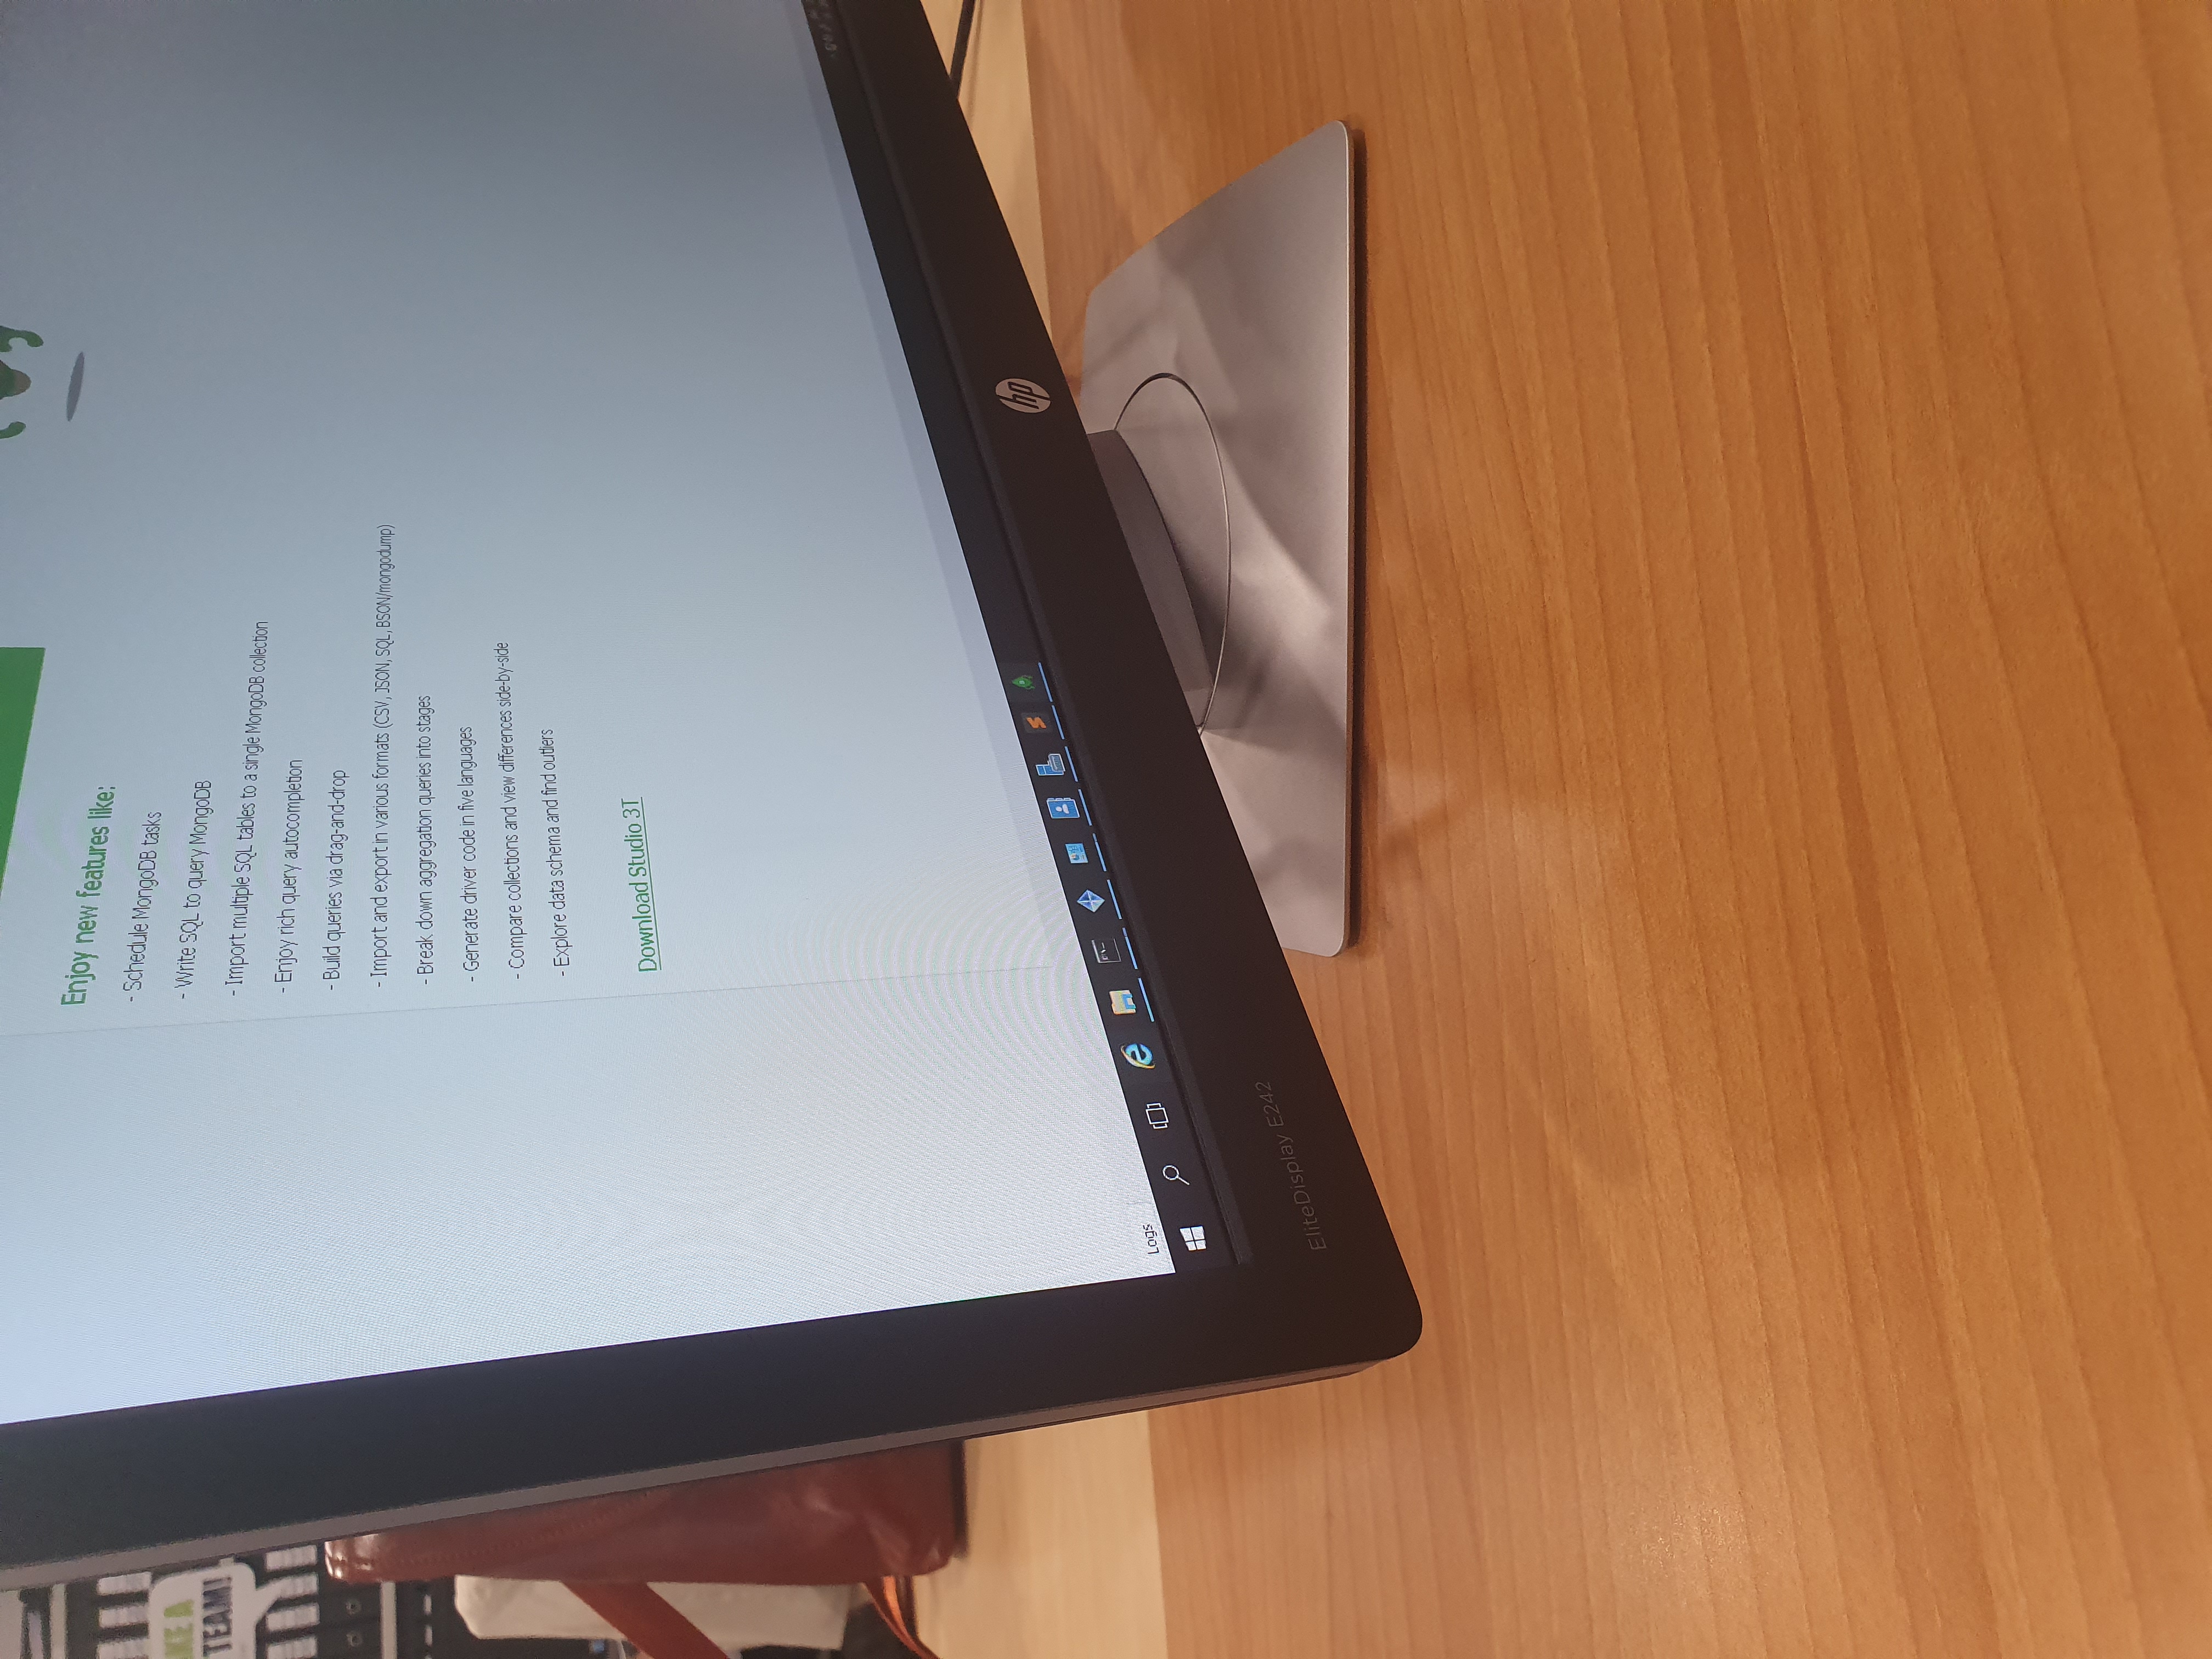 KE A
TEAM!
Enjoy new features like:
- Schedule MongoDB tasks
- Write SQL to query MongoDB
- Import multiple SQL tables to a single MongoDB collection
- Enjoy rich query autocompletion
- Build queries via drag-and-drop
- Import and export in various formats (CSV, JSON, SQL, BSON/mongodump)
- Break down aggregation queries into stages
- Generate driver code in five languages
- Compare collections and view differences side-by-side
- Explore data schema and find outliers
Download Studio 3T
Logs
hp
EliteDisplay E242